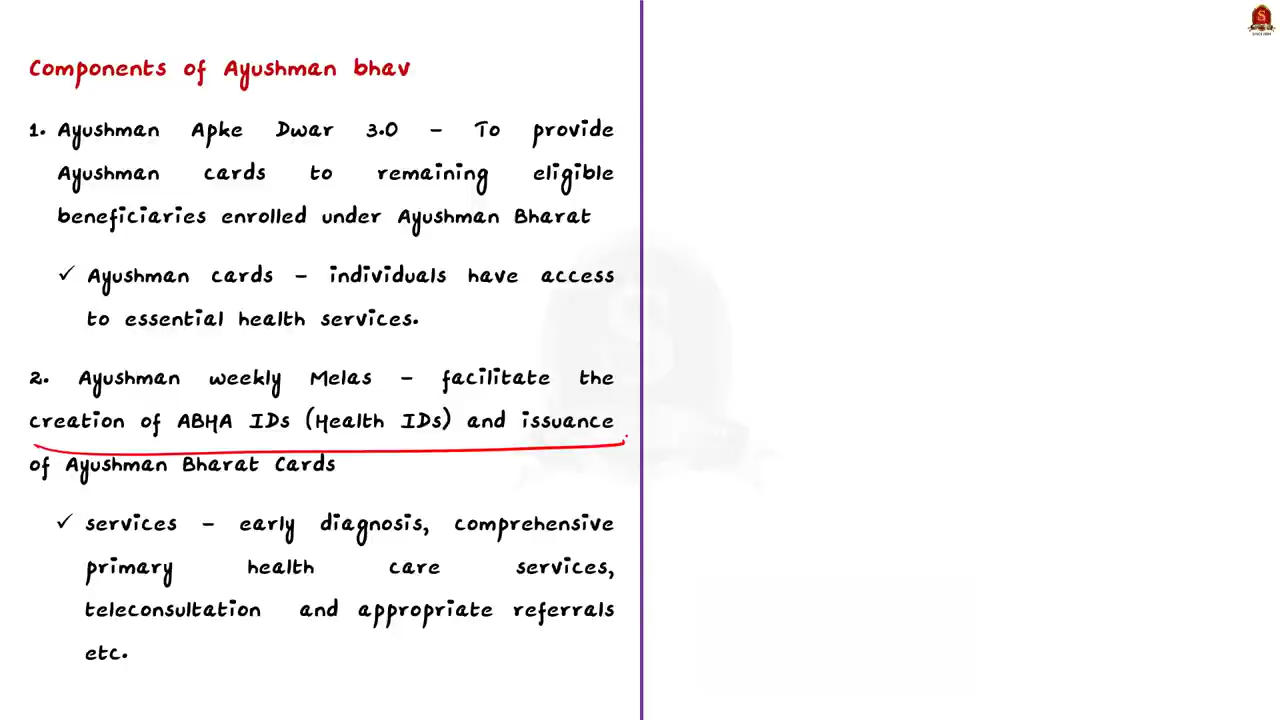 Components of Ayushman bhav
1. Ayushman Apke Dwar 3.0 – To provide
Ayushman cards to remaining eligible
beneficiaries enrolled under Ayushman Bharat
✓ Ayushman cards – individuals have access
to essential health services.
2. Ayushman weekly Melas – facilitate the
creation of ABHA IDs (Health IDs) and issuance
of Ayushman Bharat Cards
✓ services – early diagnosis, comprehensive
primary health care services,
teleconsultation and appropriate referrals
etc.
S